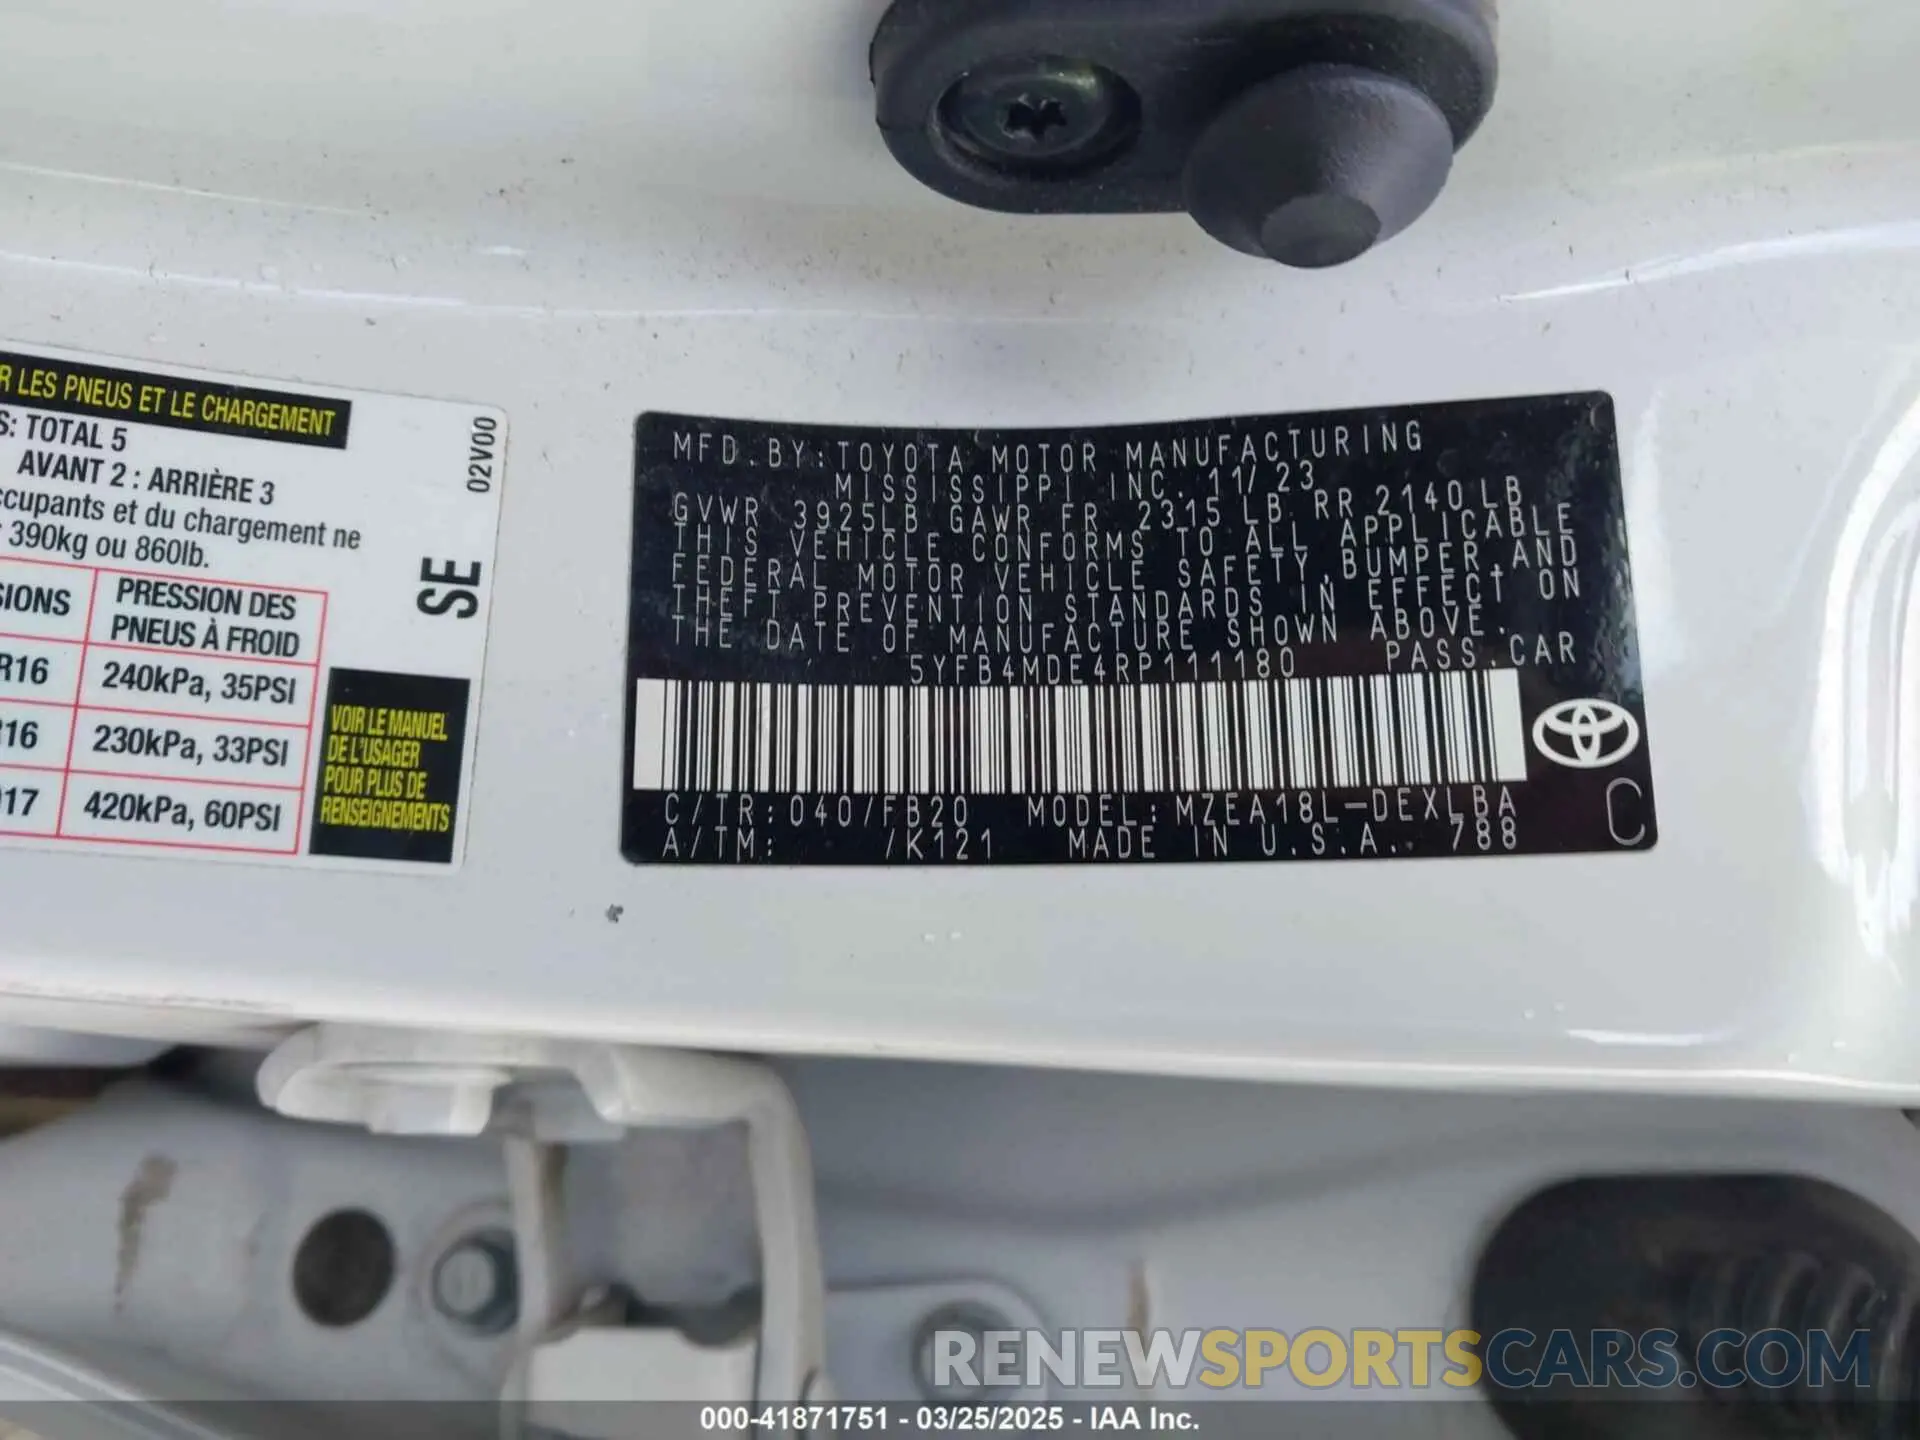 R LES PNEUS ET LE CHARGEMENT
S: TOTAL 5
AVANT 2 : ARRIÈRE 3
ccupants et du chargement ne
390kg ou 860lb.
SIONS
PRESSION DES
PNEUS À FROID
R16
240kPa, 35PSI
R16
230kPa, 33PSI
D17
420kPa, 60PSI
02V00
SE
VOIR LE MANUEL
DE L'USAGER
POUR PLUS DE
RENSEIGNEMENTS
MFD.BY:TOYOTA MOTOR MANUFACTURING
MISSISSIPPI INC. 11/23
GVWR 3925LB GAWR FR 2315 LB RR 2140LB
THIS VEHICLE CONFORMS TO ALL APPLICABLE
FEDERAL MOTOR VEHICLE SAFETY,BUMPER,AND
THEFT PREVENTION STANDARDS IN EFFECT ON
THE DATE OF MANUFACTURE SHOWN ABOVE.
5YFB4MDE4RP111180 PASS.CAR
C/TR:040/FB20 MODEL:MZEA18L-DEXLBA
A/TM: /K121 MADE IN U.S.A. 788
C
RENEWSPORTSCARS.COM
000-41871751 - 03/25/2025 - IAA Inc.